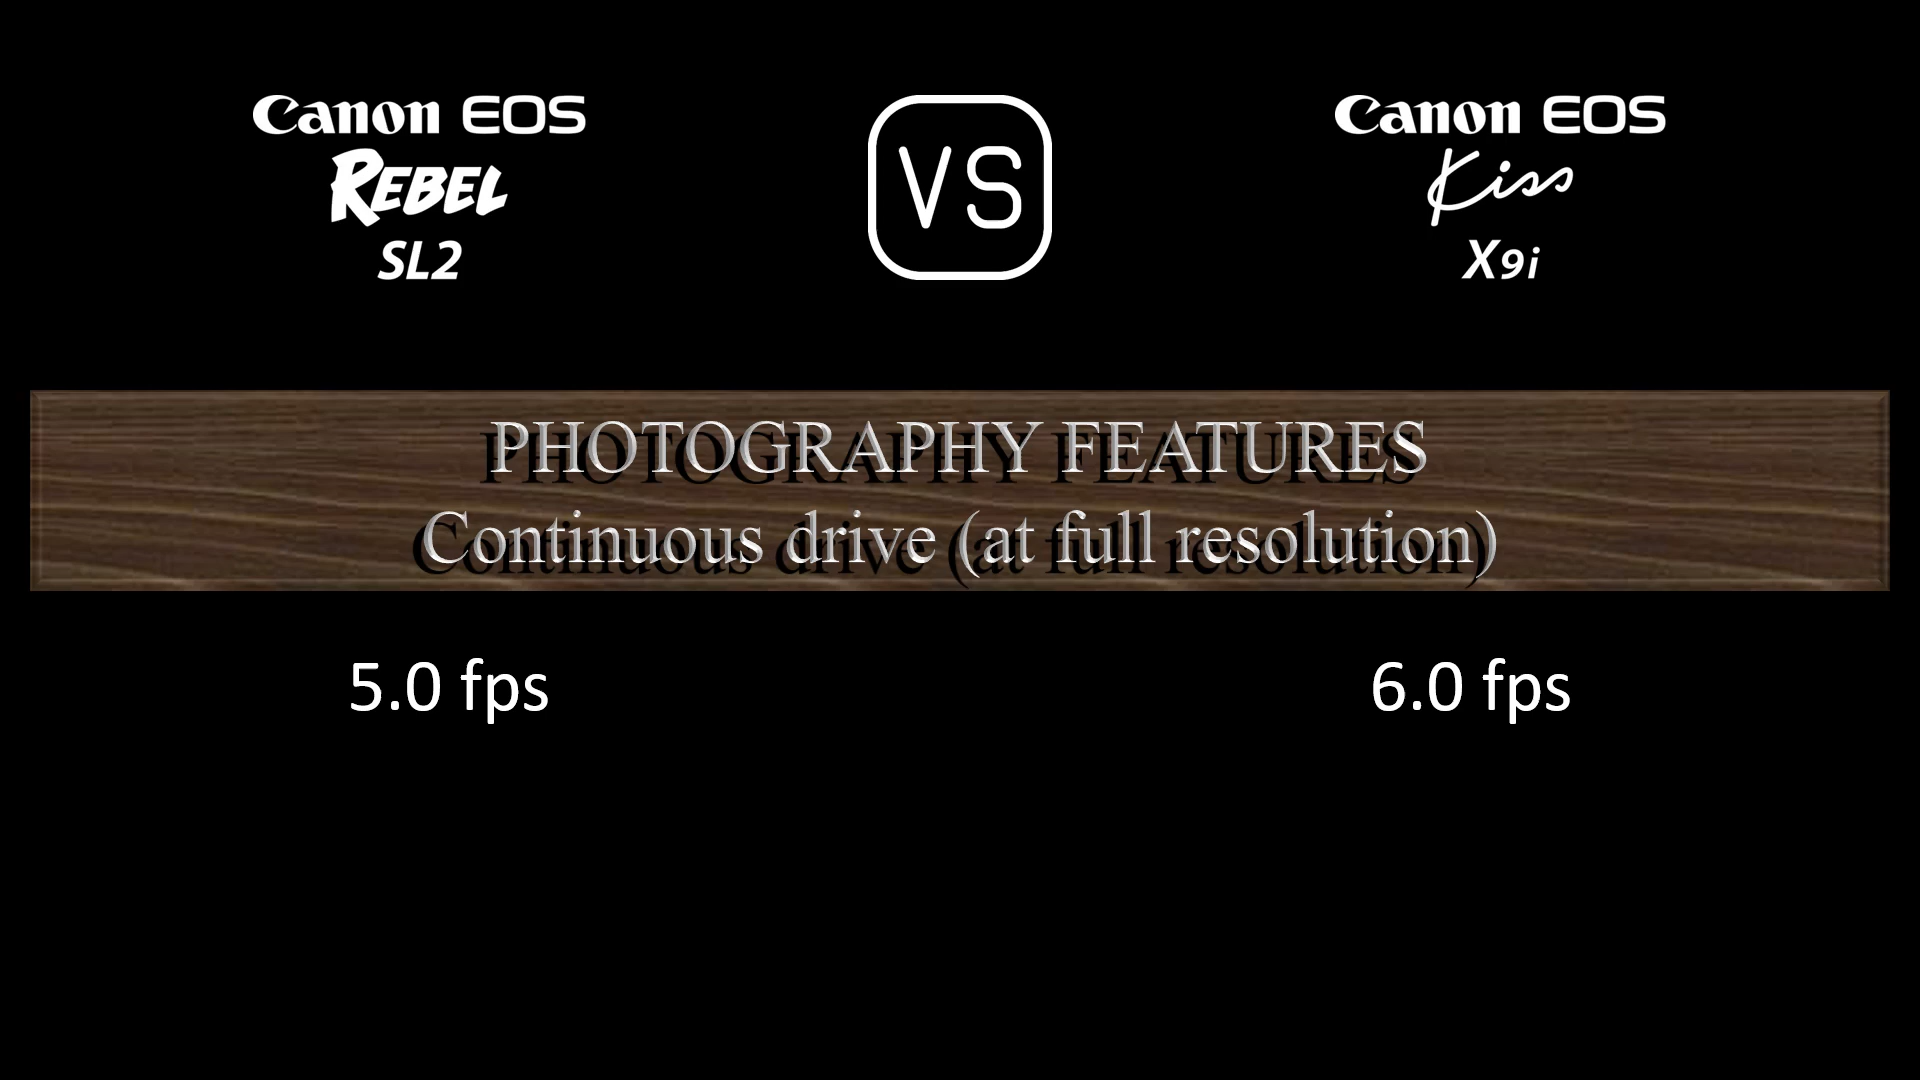 Canon EOS
REBEL
SL2
VS
Canon EOS
Kiss
X9i
PHOTOGRAPHY FEATURES
Continuous drive (at full resolution)
5.0 fps
6.0 fps